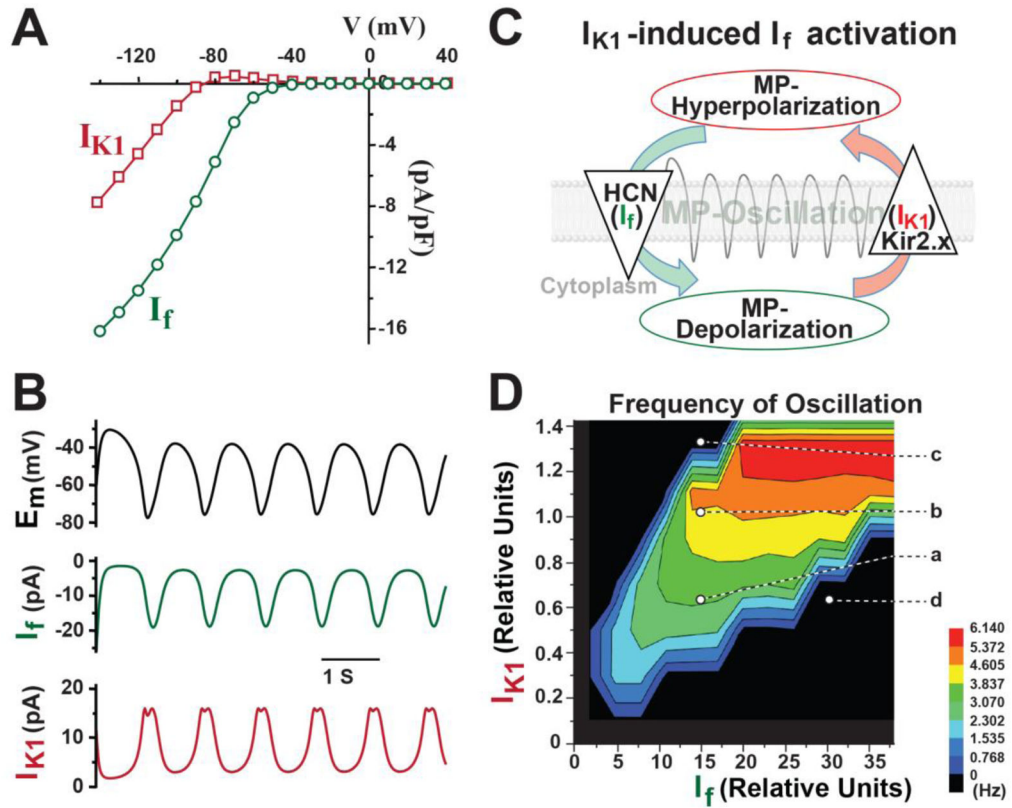 A
V (mV)
-120
-80
-40
0
40
0
-4
-8
-12
-16
(pA/pF)
IK1
If
C
IK1-induced If activation
MP-
Hyperpolarization
HCN
(If)
MP-Oscillation
(IK1)
Kir2.x
Cytoplasm
MP-
Depolarization
B
Em (mV)
-40
-60
-80
If (pA)
0
-10
-20
1 S
IK1 (pA)
20
10
0
D
Frequency of Oscillation
IK1 (Relative Units)
1.4
1.2
1.0
0.8
0.6
0.4
0.2
0
c
b
a
d
0 5 10 15 20 25 30 35
If (Relative Units)
6.140
5.372
4.605
3.837
3.070
2.302
1.535
0.768
0
(Hz)